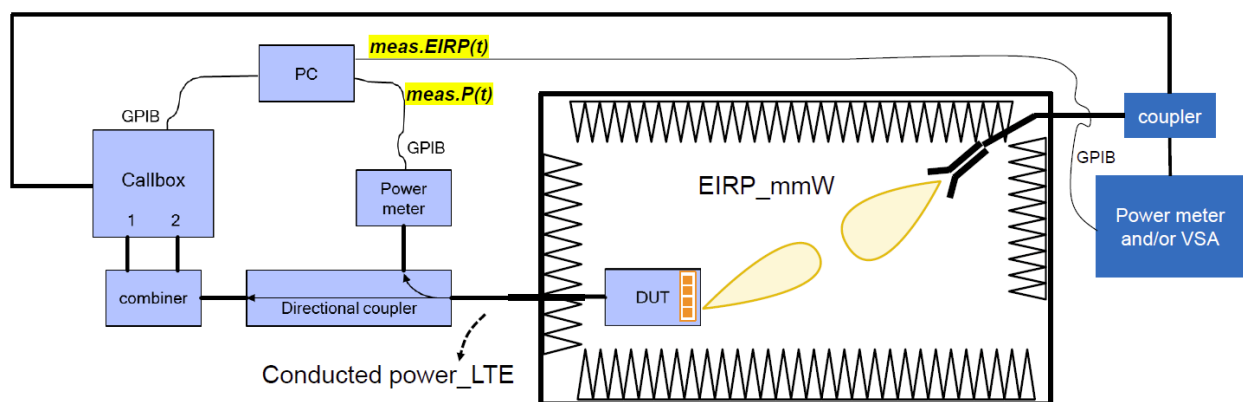 meas.EIRP(t)
PC
meas.P(t)
GPIB
coupler
GPIB
Callbox
GPIB
1 2
Power
meter
EIRP_mmW
Power meter
and/or VSA
combiner
Directional coupler
DUT
Conducted power_LTE